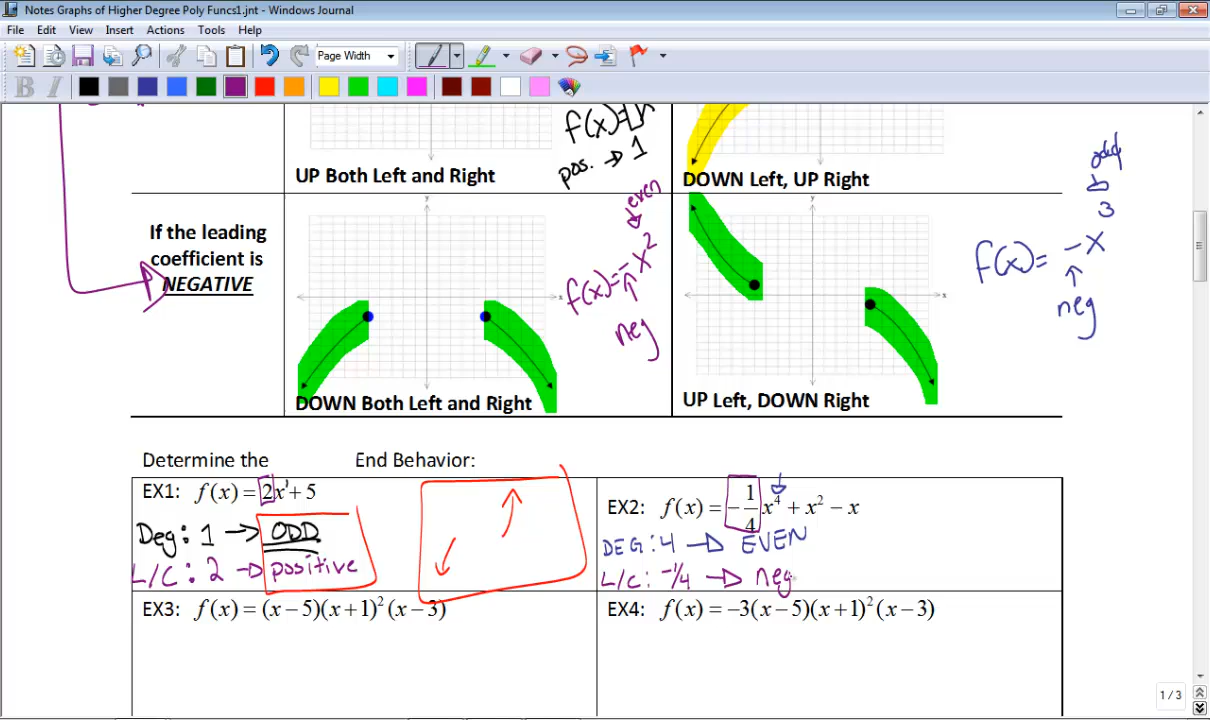 Notes Graphs of Higher Degree Poly Funcs1.jnt - Windows Journal
File Edit View Insert Actions Tools Help
Page Width
B I
f(x)=
pos. → 1
UP Both Left and Right
DOWN Left, UP Right
If the leading
coefficient is
NEGATIVE
y
x
even
f(x)=-x²
neg
DOWN Both Left and Right
y
x
UP Left, DOWN Right
odd
3
f(x)= -x
neg
Determine the End Behavior:
EX1: f(x) = 2x¹ + 5
Deg: 1 → ODD
L/C: 2 → positive
EX2: f(x) = -1/4 x⁴ + x² - x
DEG: 4 → EVEN
L/C: -1/4 → neg
EX3: f(x) = (x-5)(x+1)²(x-3)
EX4: f(x) = -3(x-5)(x+1)²(x-3)
1 / 3